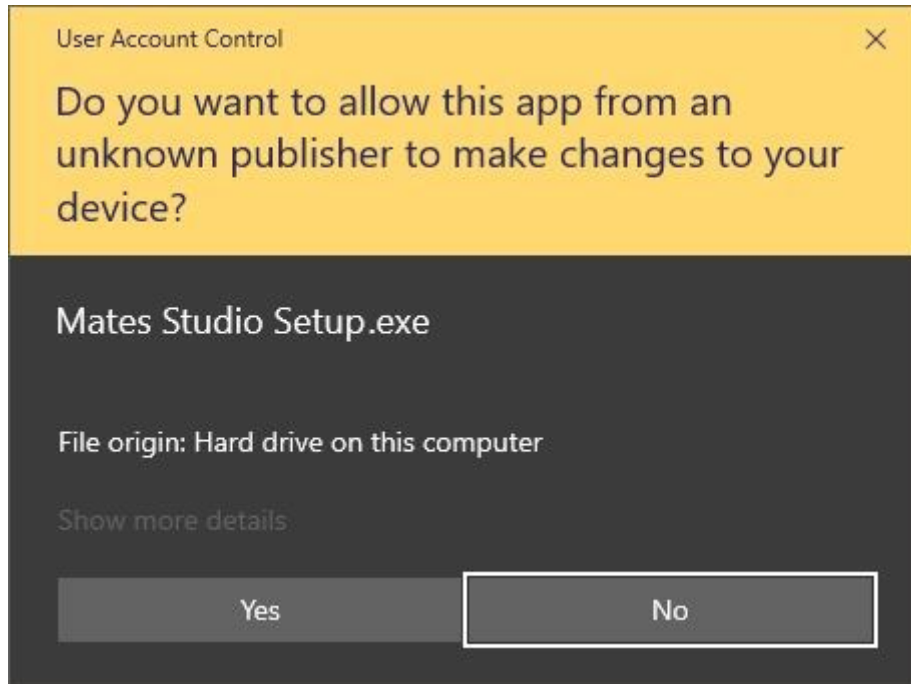 User Account Control
Do you want to allow this app from an
unknown publisher to make changes to your
device?
Mates Studio Setup.exe
File origin: Hard drive on this computer
Show more details
Yes
No